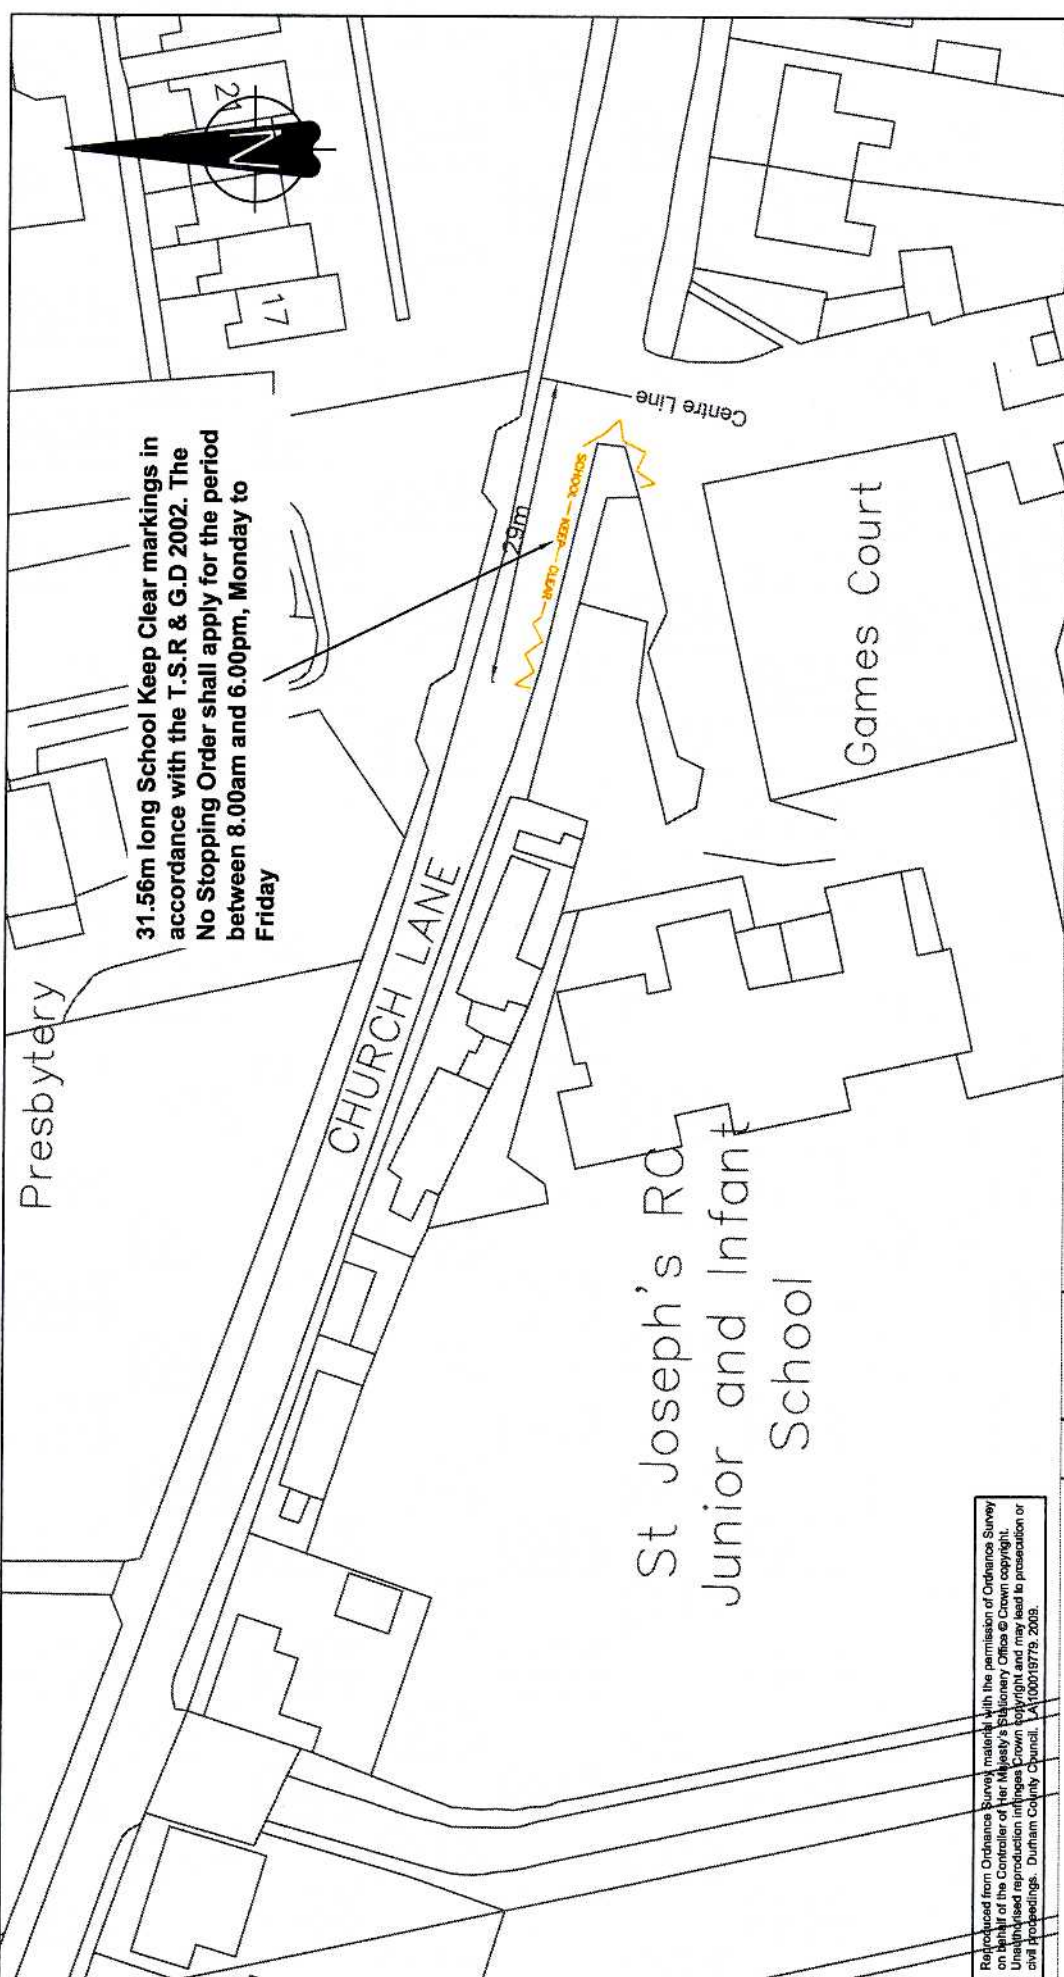 Presbytery
31.56m long School Keep Clear markings in
accordance with the T.S.R & G.D 2002. The
No Stopping Order shall apply for the period
between 8.00am and 6.00pm, Monday to
Friday
21
17
N
CHURCH LANE
29m
SCHOOL KEEP CLEAR
Centre Line
Games Court
St Joseph's RC
Junior and Infant
School
Reproduced from Ordnance Survey material with the permission of Ordnance Survey
on behalf of the Controller of Her Majesty's Stationery Office © Crown copyright.
Unauthorised reproduction infringes Crown copyright and may lead to prosecution or
civil proceedings. Durham County Council. LA100019779. 2009.